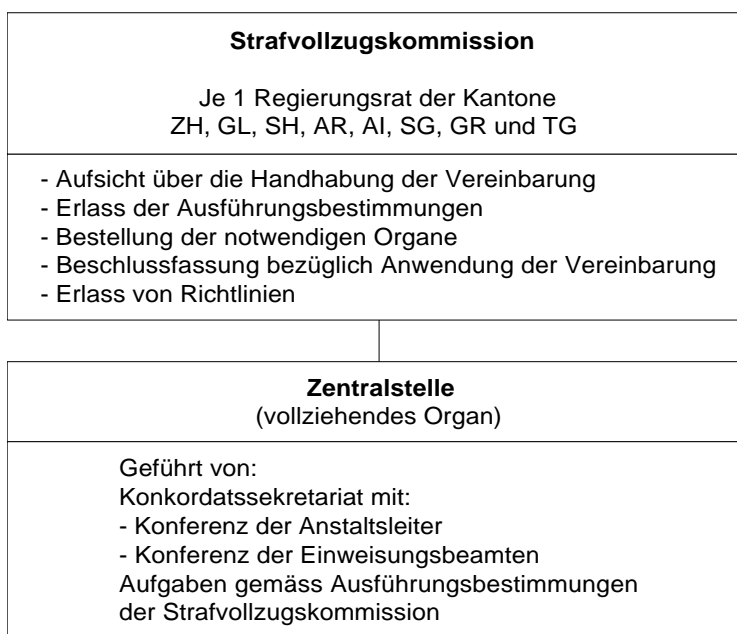 Strafvollzugskommission
Je 1 Regierungsrat der Kantone
ZH, GL, SH, AR, AI, SG, GR und TG
- Aufsicht über die Handhabung der Vereinbarung
- Erlass der Ausführungsbestimmungen
- Bestellung der notwendigen Organe
- Beschlussfassung bezüglich Anwendung der Vereinbarung
- Erlass von Richtlinien
Zentralstelle
(vollziehendes Organ)
Geführt von:
Konkordatssekretariat mit:
- Konferenz der Anstaltsleiter
- Konferenz der Einweisungsbeamten
Aufgaben gemäss Ausführungsbestimmungen
der Strafvollzugskommission